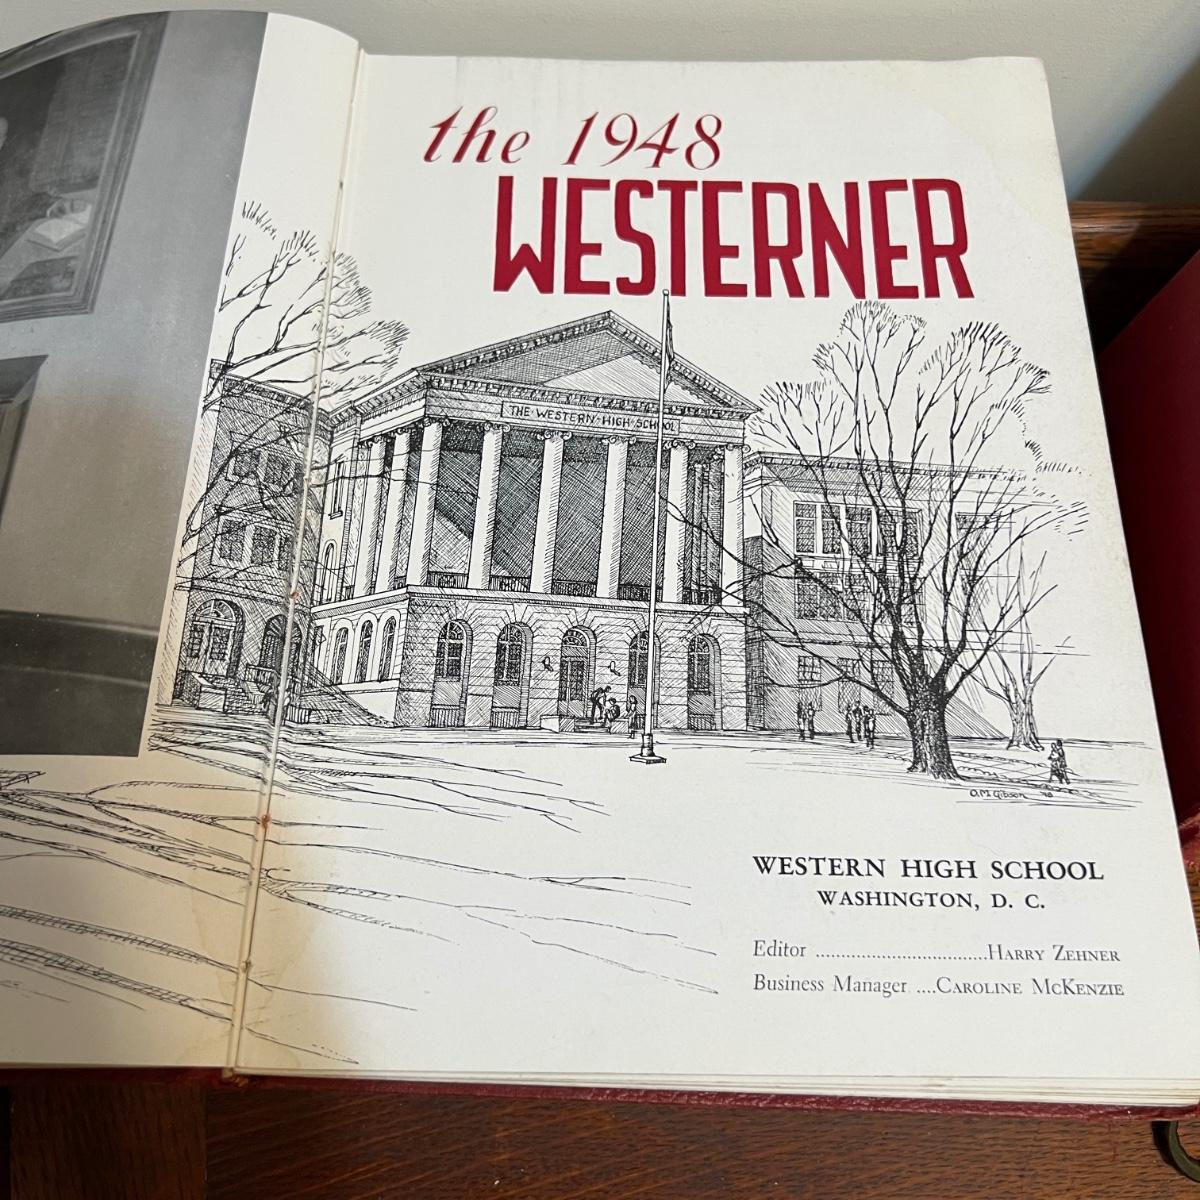 the 1948
WESTERNER
THE · WESTERN · HIGH · SCHOOL
O.M. Gibson '48
WESTERN HIGH SCHOOL
WASHINGTON, D. C.
Editor ..................................HARRY ZEHNER
Business Manager ....CAROLINE MCKENZIE